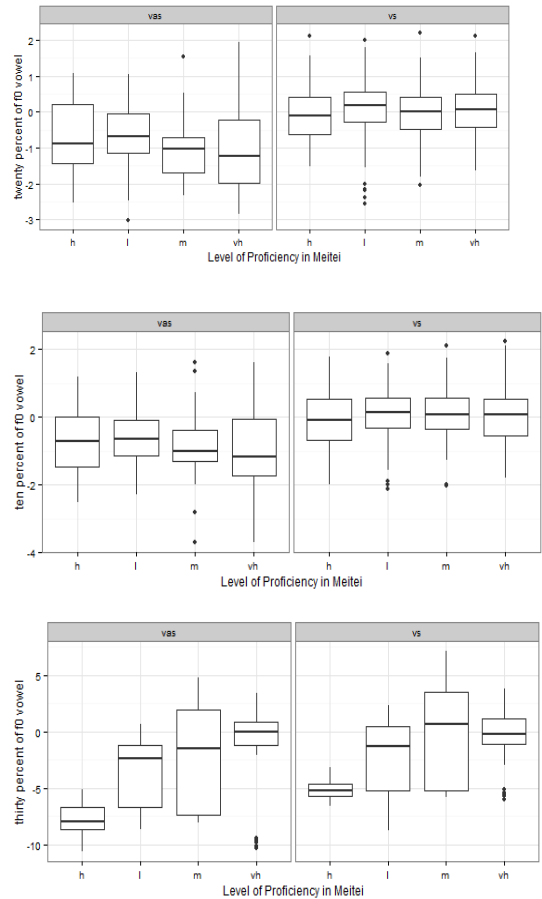 vas vs
twenty percent of f0 vowel
2
1
0
-1
-2
-3
h l m vh h l m vh
Level of Proficiency in Meitei
vas vs
ten percent of f0 vowel
2
0
-2
-4
h l m vh h l m vh
Level of Proficiency in Meitei
vas vs
thirty percent of f0 vowel
5
0
-5
-10
h l m vh h l m vh
Level of Proficiency in Meitei